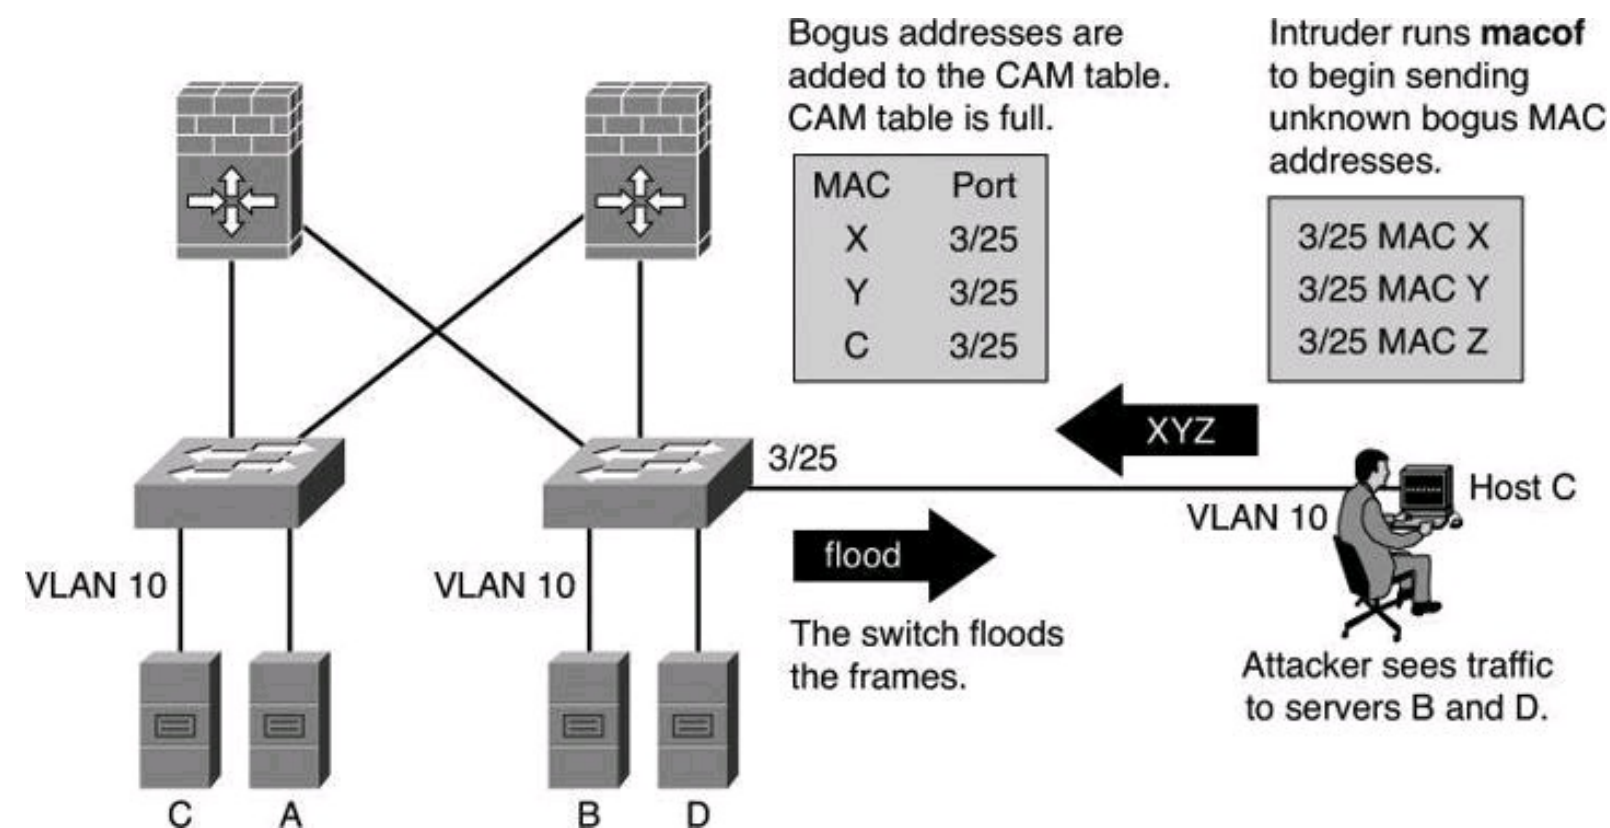 Bogus addresses are
added to the CAM table.
CAM table is full.
Intruder runs macof
to begin sending
unknown bogus MAC
addresses.
MAC Port
X 3/25
Y 3/25
C 3/25
3/25 MAC X
3/25 MAC Y
3/25 MAC Z
XYZ
3/25
Host C
VLAN 10
flood
VLAN 10
VLAN 10
The switch floods
the frames.
Attacker sees traffic
to servers B and D.
C
A
B
D